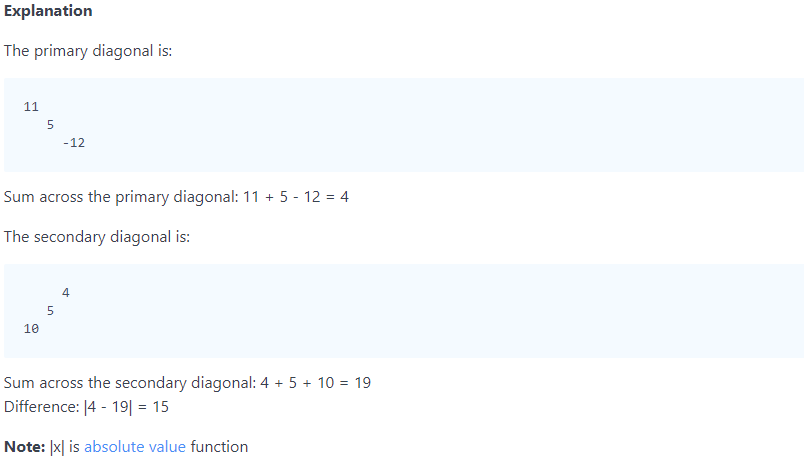 Explanation
The primary diagonal is:
11
5
-12
Sum across the primary diagonal: 11 + 5 - 12 = 4
The secondary diagonal is:
4
5
10
Sum across the secondary diagonal: 4 + 5 + 10 = 19
Difference: |4 - 19| = 15
Note: |x| is absolute value function